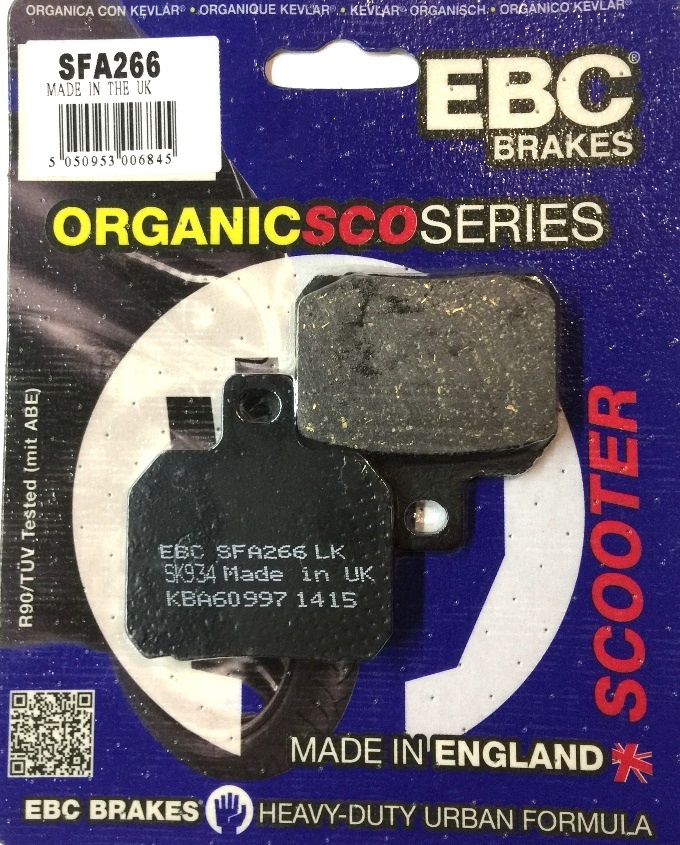 ORGANICA CON KEVLAR® • ORGANIQUE KEVLAR® • KEVLAR® ORGANISCH • ORGANICO KEVLAR®
SFA266
MADE IN THE UK
5 050953 006845
EBC®
BRAKES
ORGANICSCOSERIES
R90/TÜV Tested (mit ABE)
SCOOTER
EBC SFA266 LK
SK934 Made in UK
KBA60997 1415
MADE IN ENGLAND
EBC BRAKES® HEAVY-DUTY URBAN FORMULA